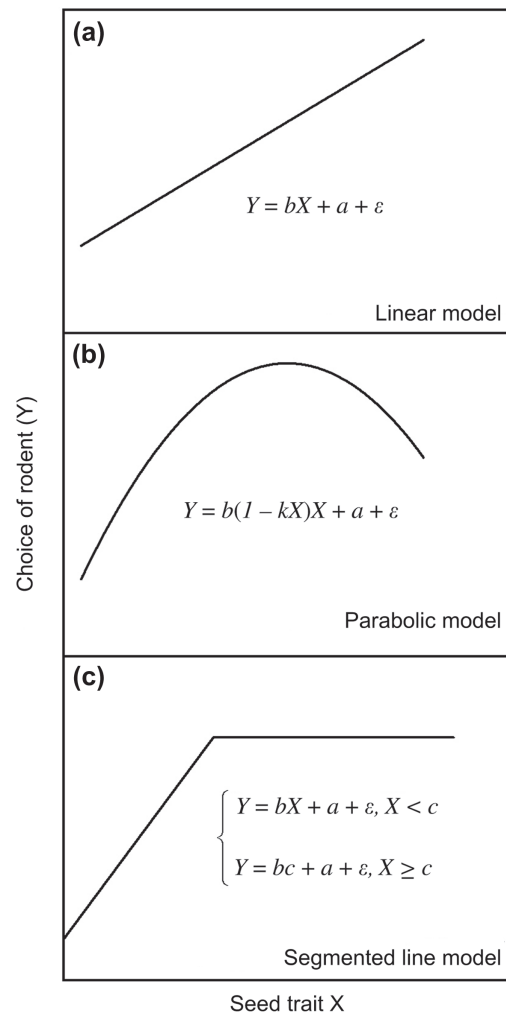 (a)
Y = bX + a + ε
Linear model
(b)
Y = b(1 – kX)X + a + ε
Parabolic model
(c)
Y = bX + a + ε, X < c
Y = bc + a + ε, X ≥ c
Segmented line model
Choice of rodent (Y)
Seed trait X